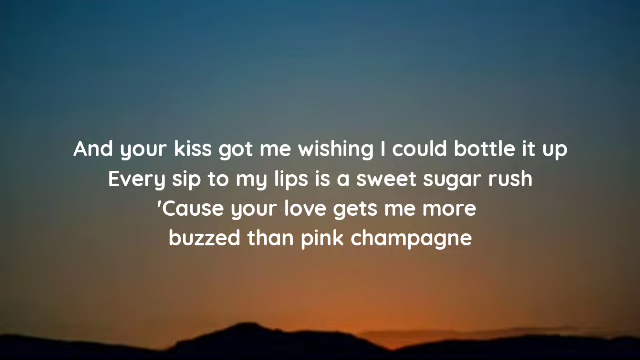 And your kiss got me wishing I could bottle it up
Every sip to my lips is a sweet sugar rush
'Cause your love gets me more
buzzed than pink champagne